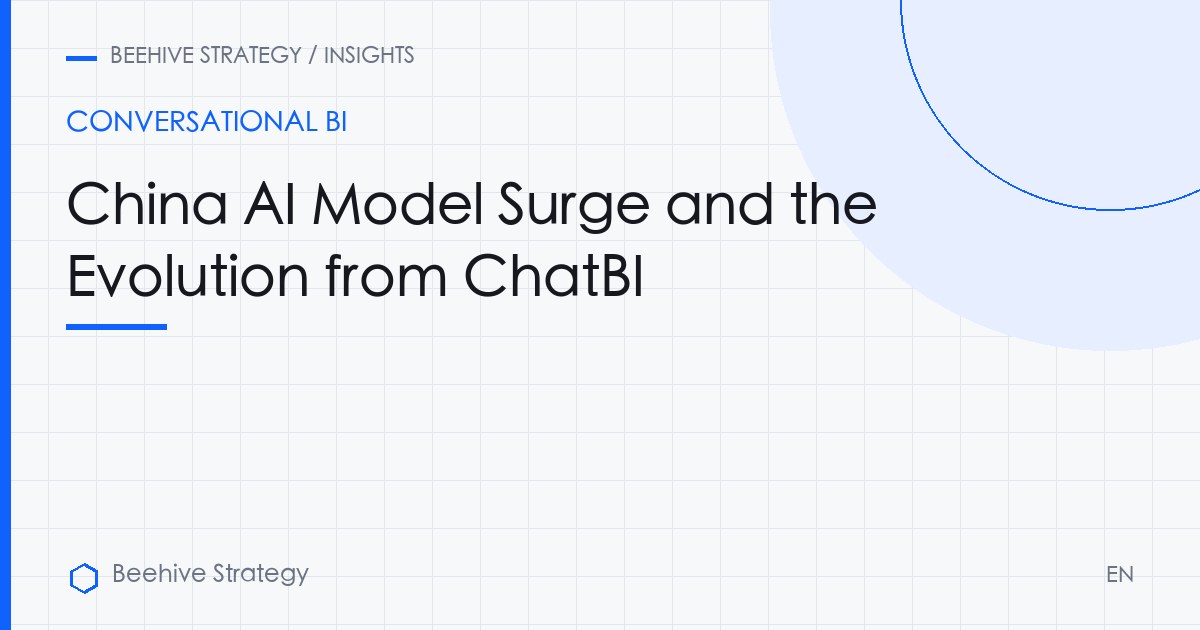 BEEHIVE STRATEGY / INSIGHTS
CONVERSATIONAL BI
China AI Model Surge and the
Evolution from ChatBI
Beehive Strategy
EN